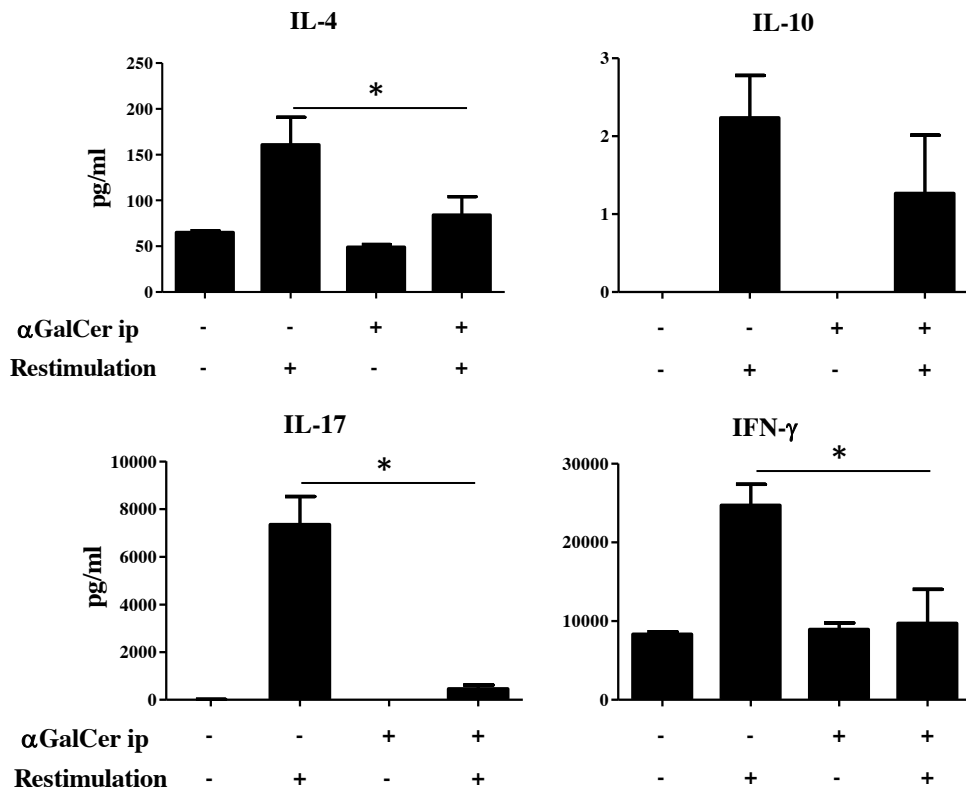 IL-4
250
200
150
100
50
0
pg/ml
*
αGalCer ip - - + +
Restimulation - + - +
IL-10
3
2
1
0
- - + +
- + - +
IL-17
10000
8000
6000
4000
2000
0
pg/ml
*
αGalCer ip - - + +
Restimulation - + - +
IFN-γ
30000
20000
10000
0
*
- - + +
- + - +